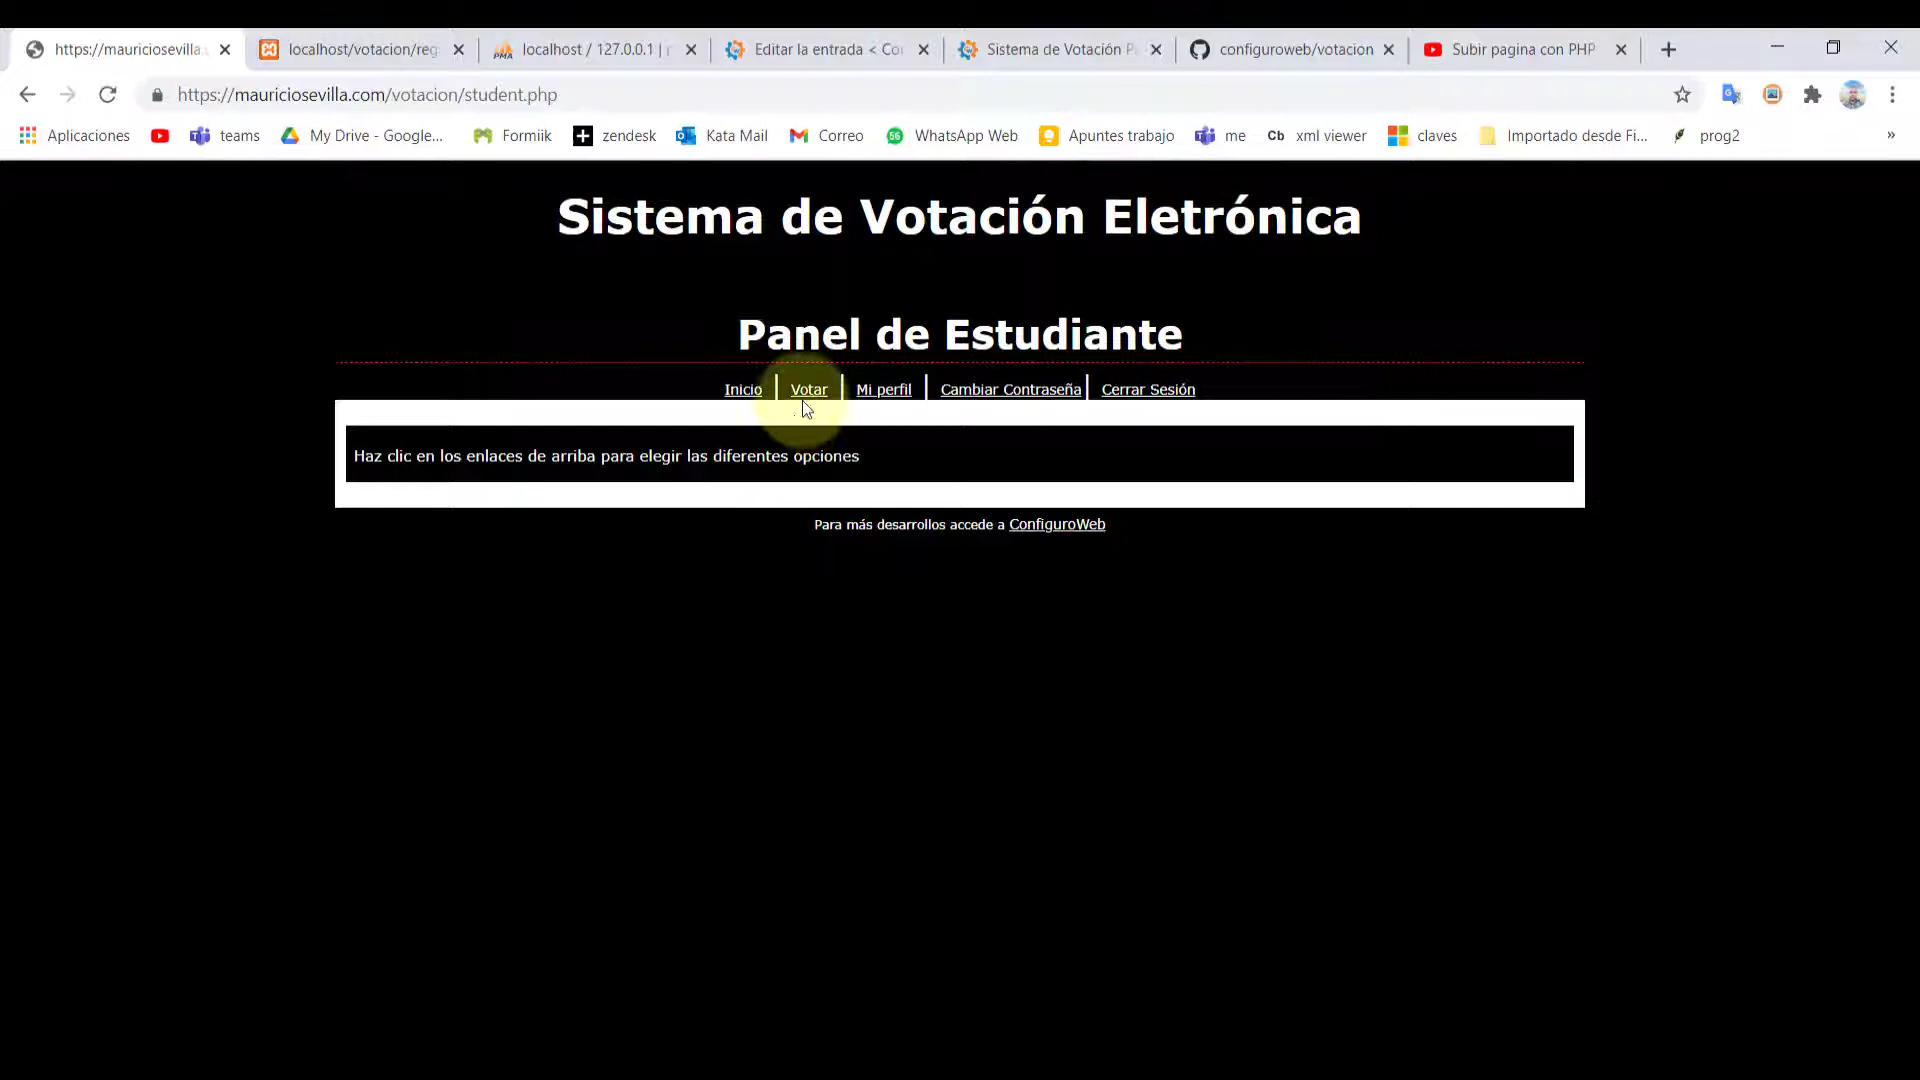 https://mauriciosevilla. localhost/votacion/reg localhost / 127.0.0.1 | Editar la entrada < Co Sistema de Votación P configuroweb/votacion Subir pagina con PHP
https://mauriciosevilla.com/votacion/student.php
Aplicaciones teams My Drive - Google... Formiik zendesk Kata Mail Correo 56 WhatsApp Web Apuntes trabajo me Cb xml viewer claves Importado desde Fi... prog2 »
Sistema de Votación Eletrónica
Panel de Estudiante
Inicio Votar Mi perfil Cambiar Contraseña Cerrar Sesión
Haz clic en los enlaces de arriba para elegir las diferentes opciones
Para más desarrollos accede a ConfiguroWeb